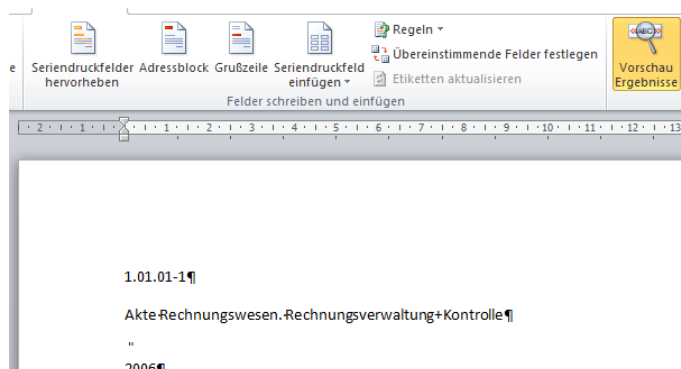 e Seriendruckfelder Adressblock Grußzeile Seriendruckfeld
hervorheben einfügen
Regeln
Übereinstimmende Felder festlegen
Etiketten aktualisieren
«ABC»
Vorschau
Ergebnisse
Felder schreiben und einfügen
2 1 1 2 3 4 5 6 7 8 9 10 11 12 13
1.01.01-1¶
Akte·Rechnungswesen.·Rechnungsverwaltung+Kontrolle¶
"
2006¶